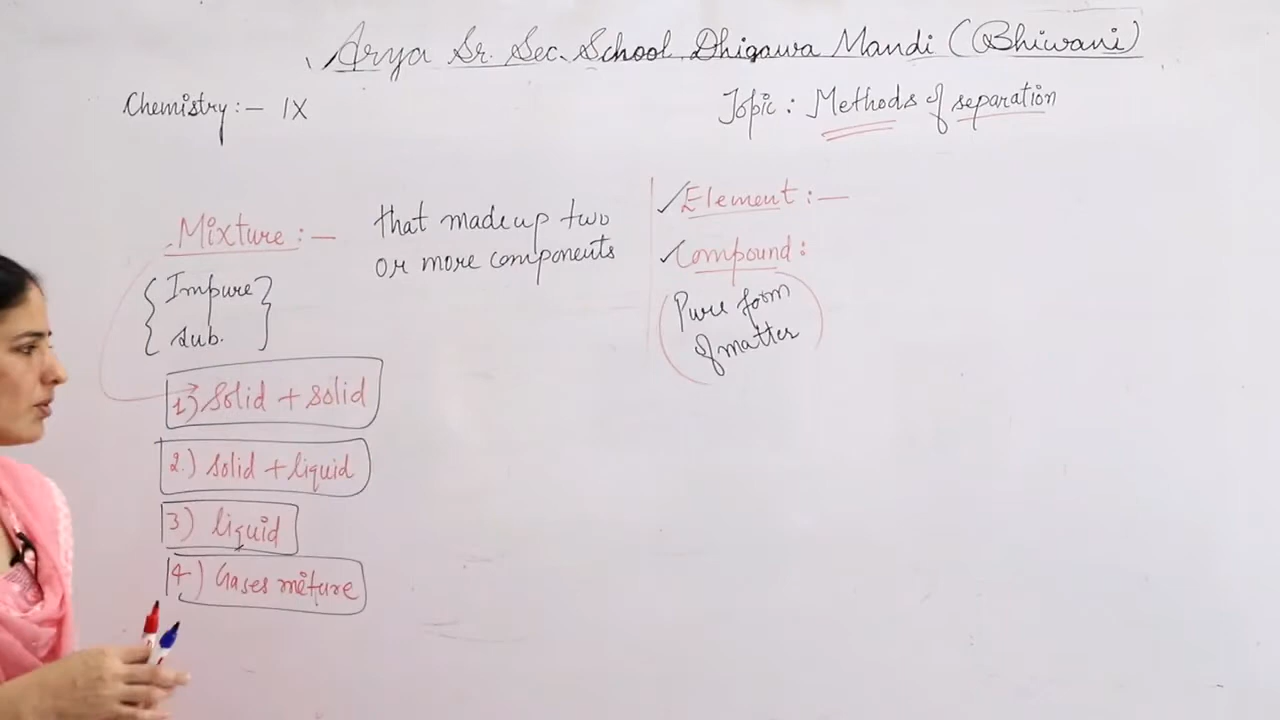 Arya Sr. Sec. School Dhigawa Mandi (Bhiwani)
Chemistry :- IX
Topic : Methods of separation
Mixture :-
that made up two
or more components
{Impure
sub.}
1) Solid + Solid
2.) Solid + liquid
3) liquid
4) Gases mixture
✓Element :-
✓Compound :
(Pure form
of matter)